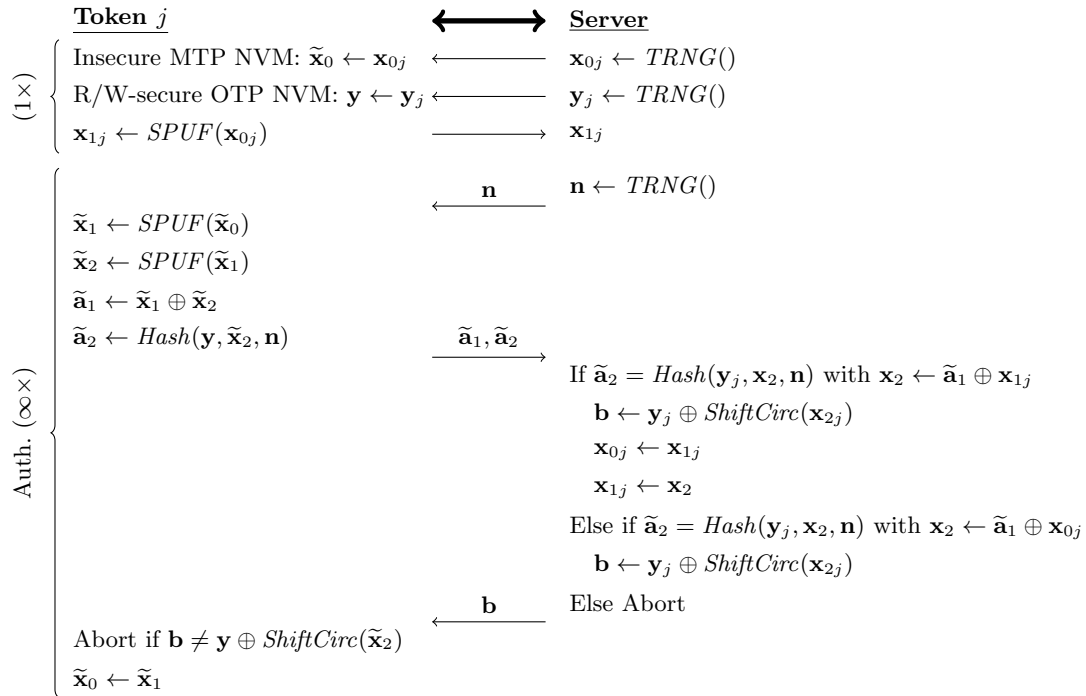 Token j Server
(1×)
Insecure MTP NVM: x̃₀ ← x₀ⱼ x₀ⱼ ← TRNG()
R/W-secure OTP NVM: y ← yⱼ yⱼ ← TRNG()
x₁ⱼ ← SPUF(x₀ⱼ) x₁ⱼ
Auth. (∞×)
n n ← TRNG()
x̃₁ ← SPUF(x̃₀)
x̃₂ ← SPUF(x̃₁)
ã₁ ← x̃₁ ⊕ x̃₂
ã₂ ← Hash(y, x̃₂, n) ã₁, ã₂
If ã₂ = Hash(yⱼ, x₂, n) with x₂ ← ã₁ ⊕ x₁ⱼ
b ← yⱼ ⊕ ShiftCirc(x₂ⱼ)
x₀ⱼ ← x₁ⱼ
x₁ⱼ ← x₂
Else if ã₂ = Hash(yⱼ, x₂, n) with x₂ ← ã₁ ⊕ x₀ⱼ
b ← yⱼ ⊕ ShiftCirc(x₂ⱼ)
b Else Abort
Abort if b ≠ y ⊕ ShiftCirc(x̃₂)
x̃₀ ← x̃₁